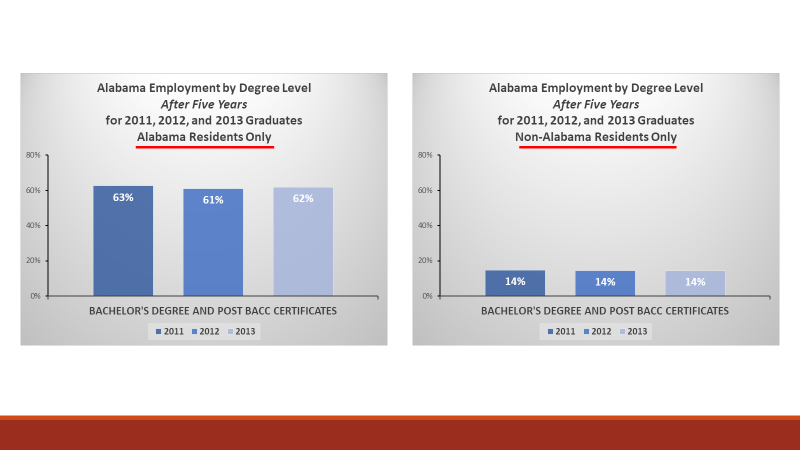 Alabama Employment by Degree Level
After Five Years
for 2011, 2012, and 2013 Graduates
Alabama Residents Only
80%
60%
40%
20%
0%
63%
61%
62%
BACHELOR'S DEGREE AND POST BACC CERTIFICATES
2011 2012 2013
Alabama Employment by Degree Level
After Five Years
for 2011, 2012, and 2013 Graduates
Non-Alabama Residents Only
80%
60%
40%
20%
0%
14%
14%
14%
BACHELOR'S DEGREE AND POST BACC CERTIFICATES
2011 2012 2013